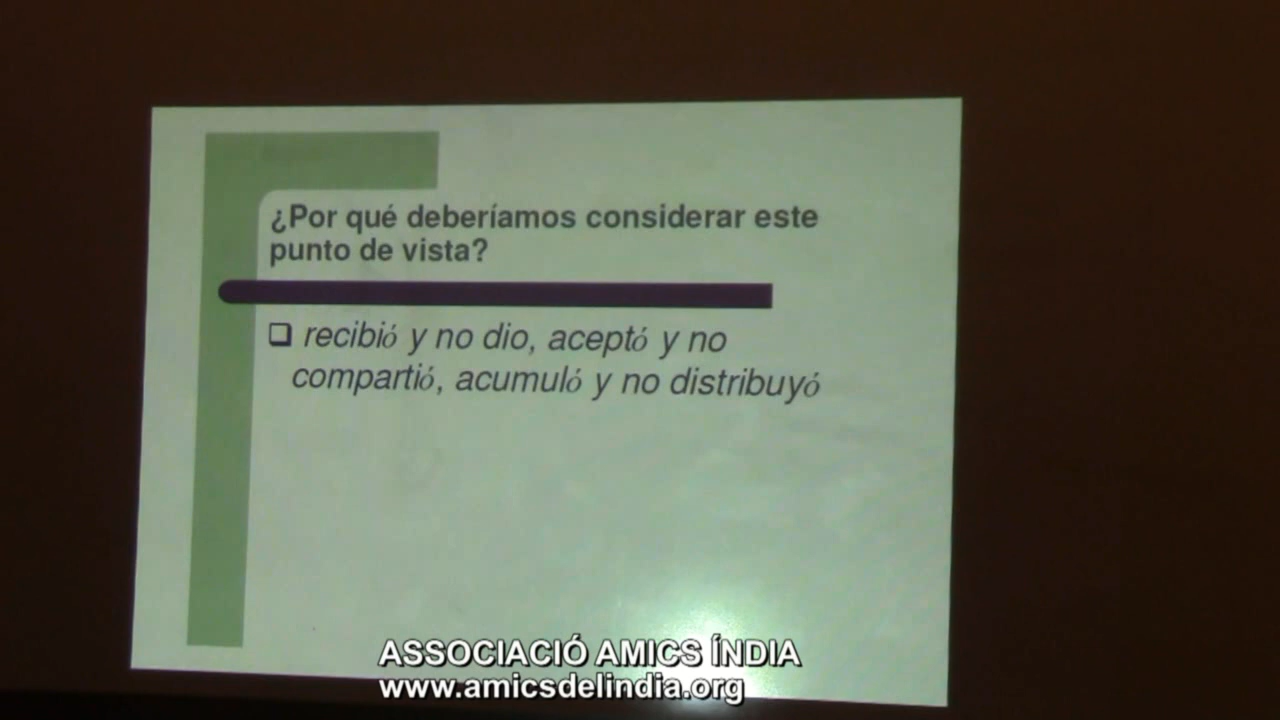 ¿Por qué deberíamos considerar este
punto de vista?
❑ recibió y no dio, aceptó y no
compartió, acumuló y no distribuyó
ASSOCIACIÓ AMICS ÍNDIA
www.amicsdelindia.org